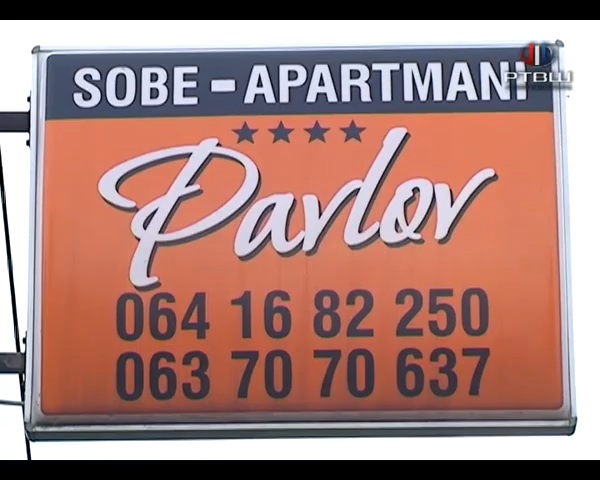 SOBE - APARTMANI
РТВШ
Pavlov
064 16 82 250
063 70 70 637